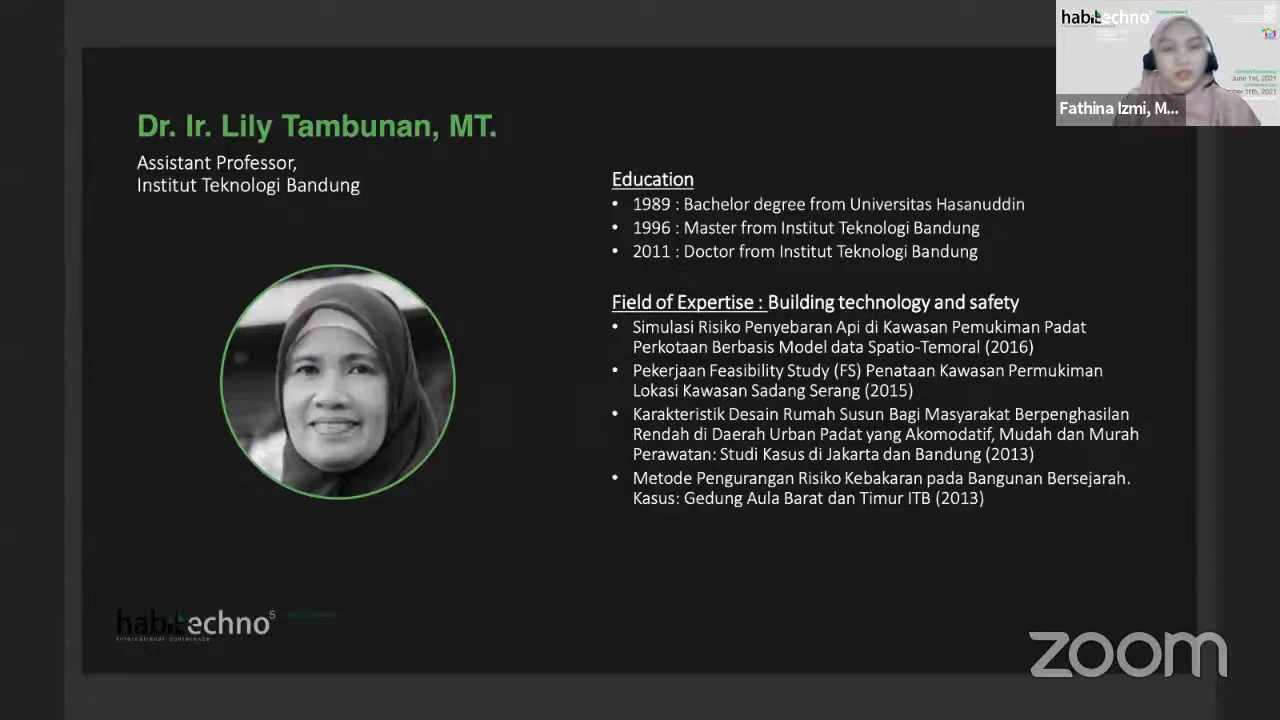 Dr. Ir. Lily Tambunan, MT.
Assistant Professor,
Institut Teknologi Bandung
Education
• 1989 : Bachelor degree from Universitas Hasanuddin
• 1996 : Master from Institut Teknologi Bandung
• 2011 : Doctor from Institut Teknologi Bandung
Field of Expertise : Building technology and safety
• Simulasi Risiko Penyebaran Api di Kawasan Pemukiman Padat
Perkotaan Berbasis Model data Spatio-Temoral (2016)
• Pekerjaan Feasibility Study (FS) Penataan Kawasan Permukiman
Lokasi Kawasan Sadang Serang (2015)
• Karakteristik Desain Rumah Susun Bagi Masyarakat Berpenghasilan
Rendah di Daerah Urban Padat yang Akomodatif, Mudah dan Murah
Perawatan: Studi Kasus di Jakarta dan Bandung (2013)
• Metode Pengurangan Risiko Kebakaran pada Bangunan Bersejarah.
Kasus: Gedung Aula Barat dan Timur ITB (2013)
habitechno 5
international conference
zoom
habitechno
June 1rd, 2021
11th, 2021
Fathina Izmi, M...